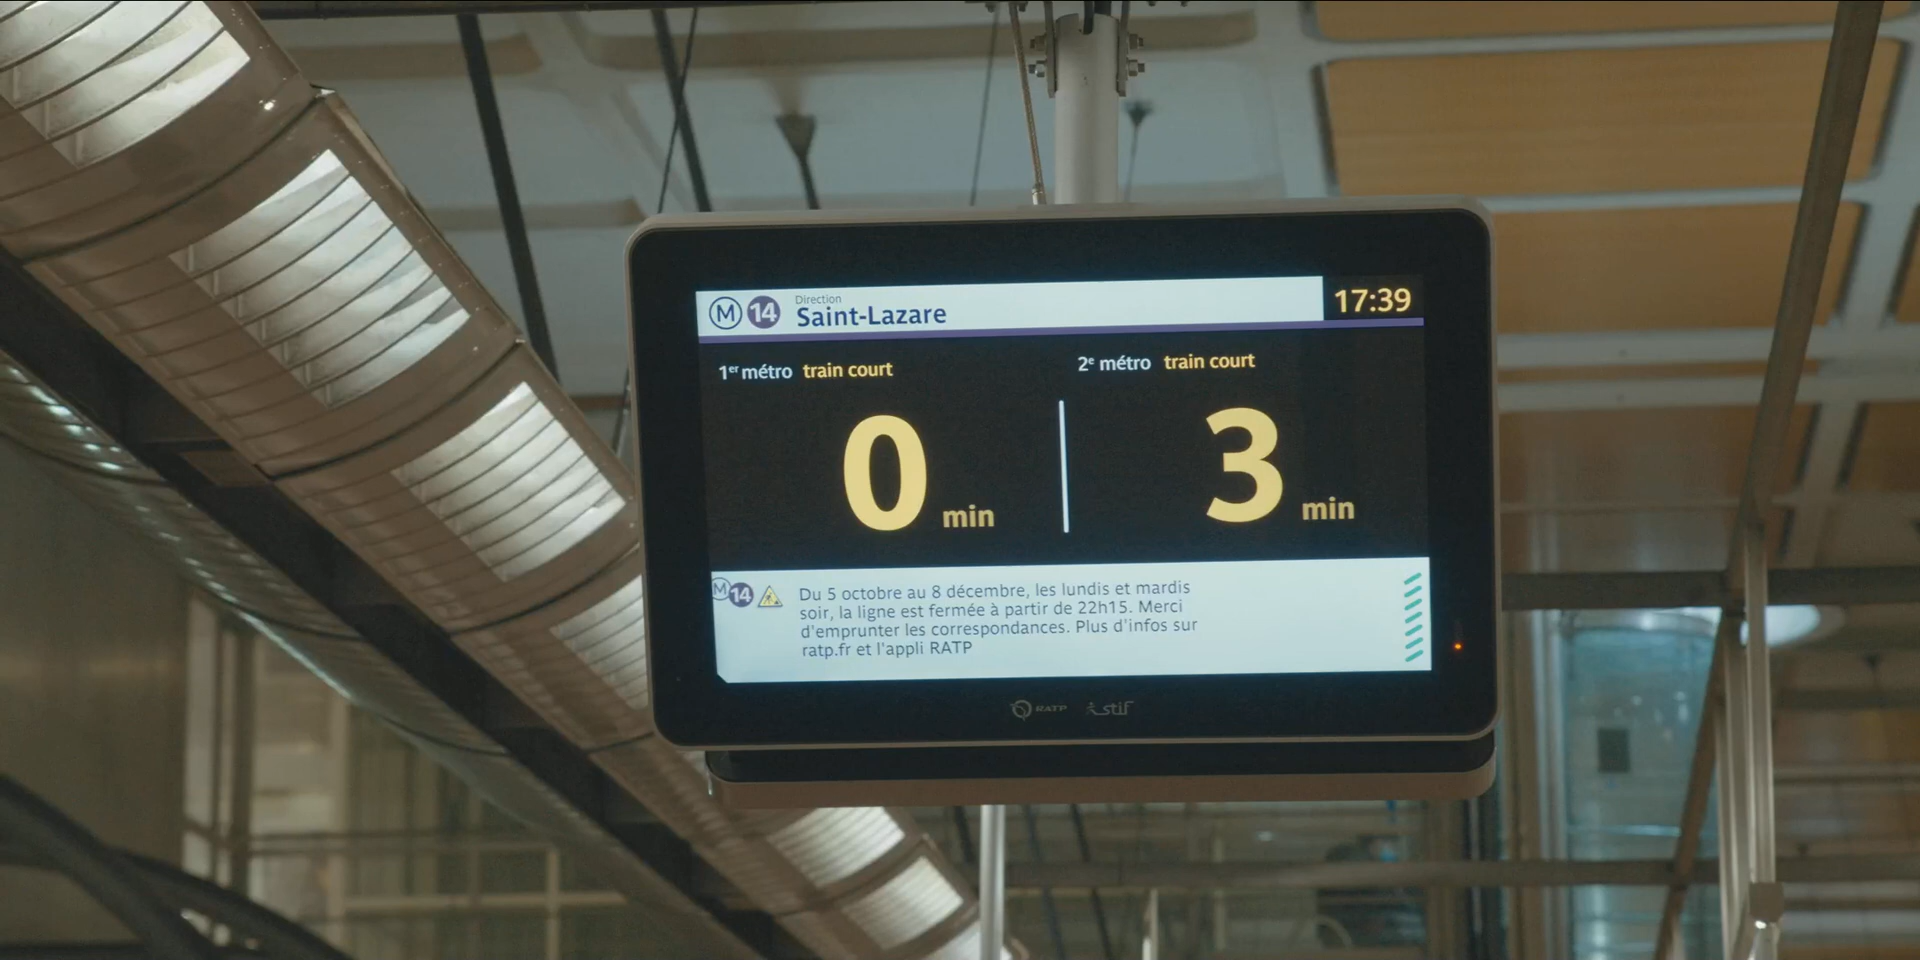 M 14 Direction
Saint-Lazare
17:39
1er métro train court
2e métro train court
0 min
3 min
M 14 Du 5 octobre au 8 décembre, les lundis et mardis
soir, la ligne est fermée à partir de 22h15. Merci
d'emprunter les correspondances. Plus d'infos sur
ratp.fr et l'appli RATP
RATP stif